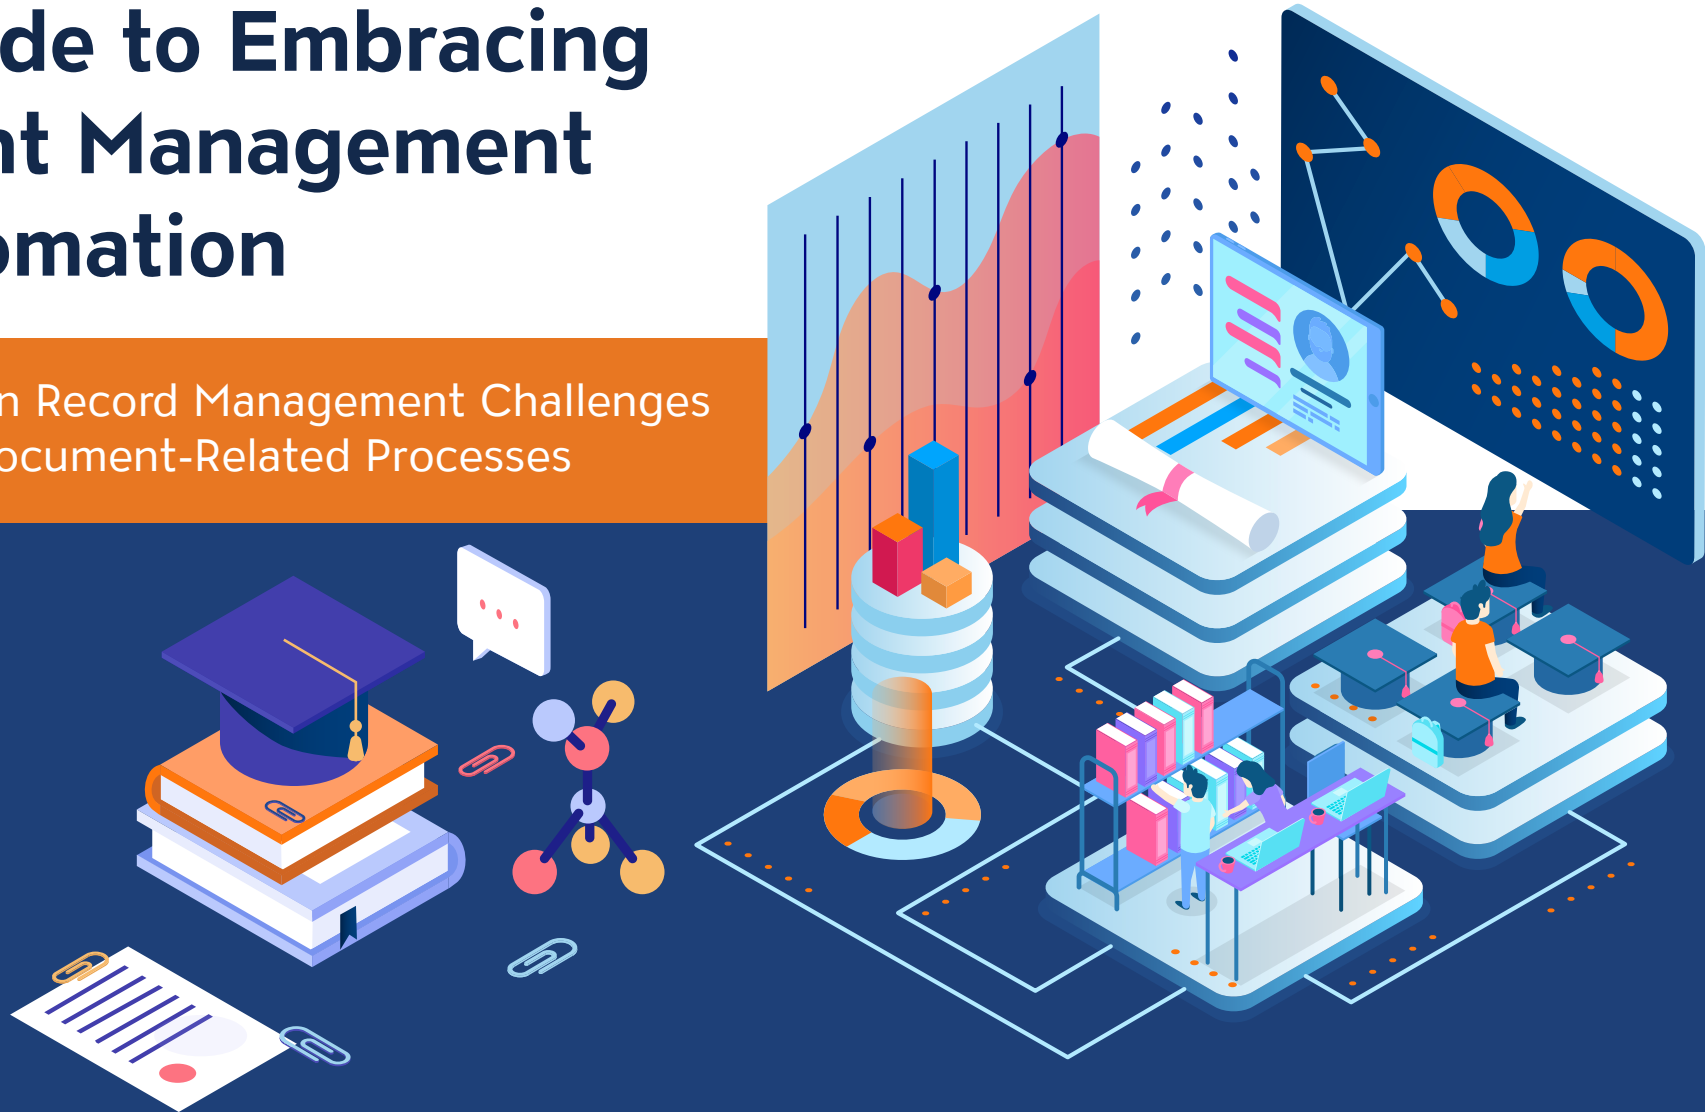 de to Embracing
nt Management
omation
n Record Management Challenges
ocument-Related Processes